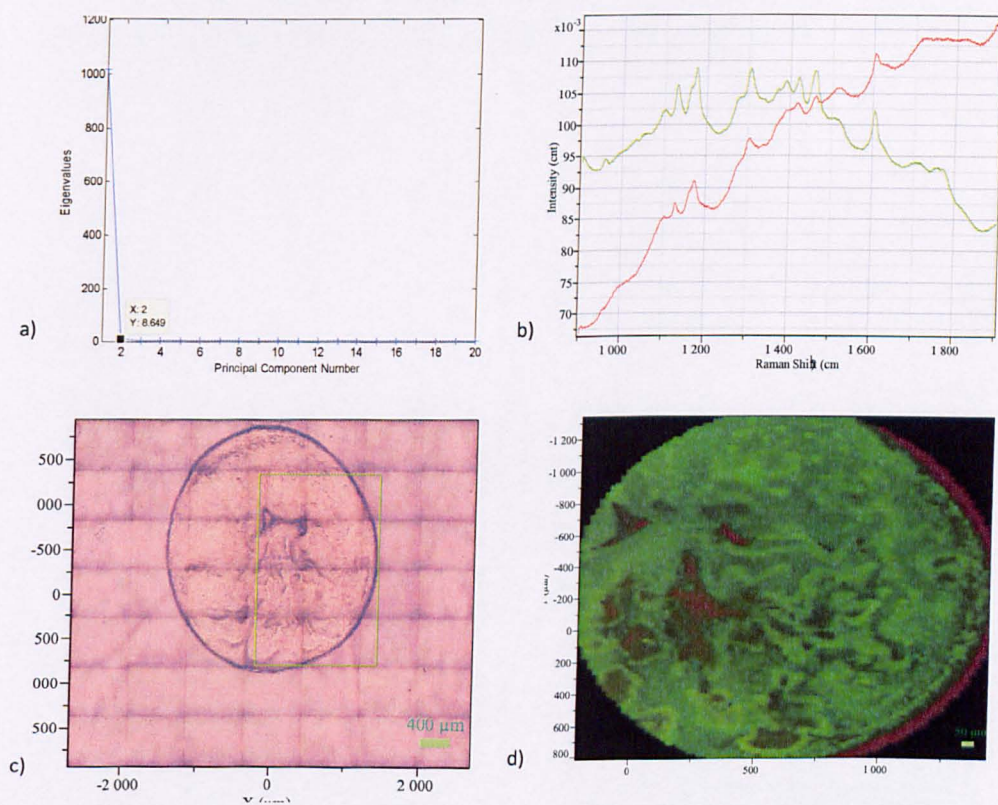 1200
1000
800
600
400
200
0
Eigenvalues
X: 2
Y: 8.649
2 4 6 8 10 12 14 16 18 20
Principal Component Number
a)
x10⁻³
110
105
100
95
90
85
80
75
70
Intensity (cnt)
1 000 1 200 1 400 1 600 1 800
Raman Shift (cm
b)
500
000
-500
0
500
000
500
400 µm
-2 000 0 2 000
c)
-1 200
-1 000
-800
-600
-400
-200
0
200
400
600
800
50 µm
0 500 1 000
d)